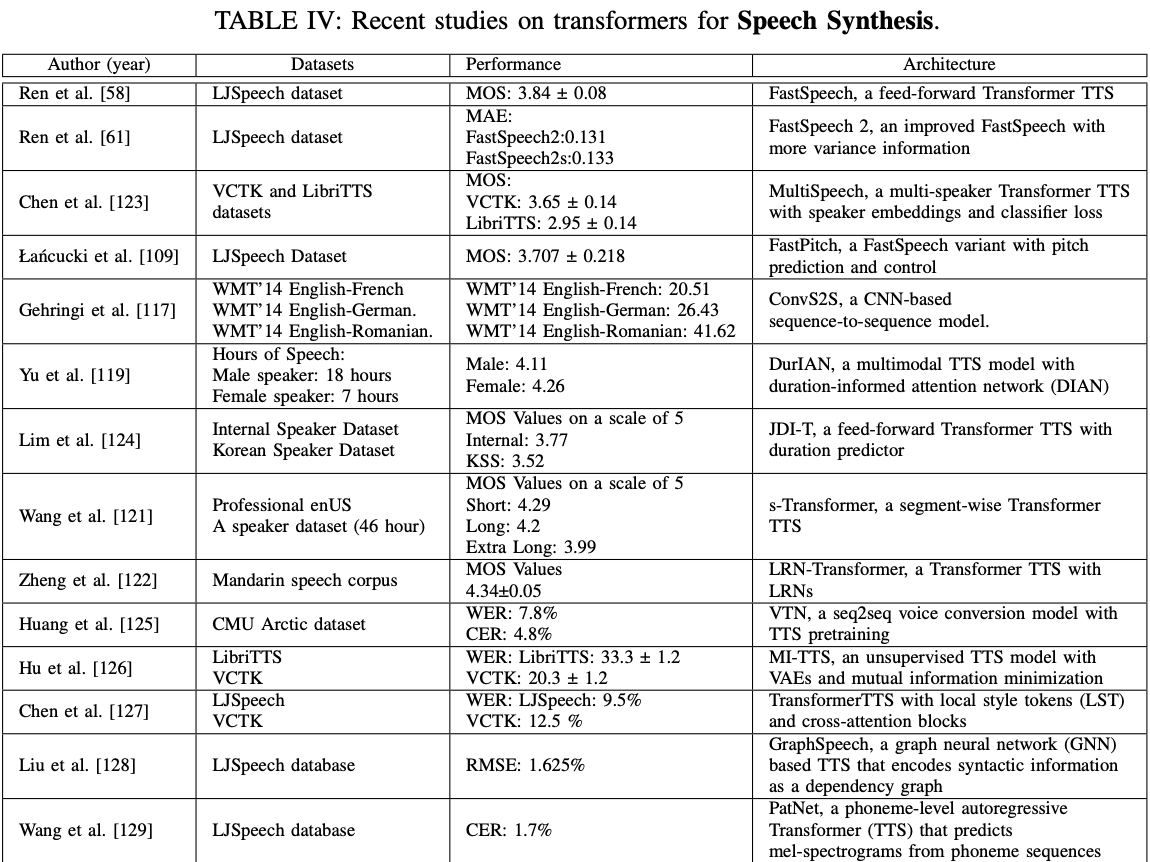 TABLE IV: Recent studies on transformers for Speech Synthesis.
Author (year) Datasets Performance Architecture
Ren et al. [58] LJSpeech dataset MOS: 3.84 ± 0.08 FastSpeech, a feed-forward Transformer TTS
Ren et al. [61] LJSpeech dataset MAE:
FastSpeech2:0.131
FastSpeech2s:0.133 FastSpeech 2, an improved FastSpeech with
more variance information
Chen et al. [123] VCTK and LibriTTS
datasets MOS:
VCTK: 3.65 ± 0.14
LibriTTS: 2.95 ± 0.14 MultiSpeech, a multi-speaker Transformer TTS
with speaker embeddings and classifier loss
Łańcucki et al. [109] LJSpeech Dataset MOS: 3.707 ± 0.218 FastPitch, a FastSpeech variant with pitch
prediction and control
Gehringi et al. [117] WMT'14 English-French
WMT'14 English-German.
WMT'14 English-Romanian. WMT'14 English-French: 20.51
WMT'14 English-German: 26.43
WMT'14 English-Romanian: 41.62 ConvS2S, a CNN-based
sequence-to-sequence model.
Yu et al. [119] Hours of Speech:
Male speaker: 18 hours
Female speaker: 7 hours Male: 4.11
Female: 4.26 DurIAN, a multimodal TTS model with
duration-informed attention network (DIAN)
Lim et al. [124] Internal Speaker Dataset
Korean Speaker Dataset MOS Values on a scale of 5
Internal: 3.77
KSS: 3.52 JDI-T, a feed-forward Transformer TTS with
duration predictor
Wang et al. [121] Professional enUS
A speaker dataset (46 hour) MOS Values on a scale of 5
Short: 4.29
Long: 4.2
Extra Long: 3.99 s-Transformer, a segment-wise Transformer
TTS
Zheng et al. [122] Mandarin speech corpus MOS Values
4.34±0.05 LRN-Transformer, a Transformer TTS with
LRNs
Huang et al. [125] CMU Arctic dataset WER: 7.8%
CER: 4.8% VTN, a seq2seq voice conversion model with
TTS pretraining
Hu et al. [126] LibriTTS
VCTK WER: LibriTTS: 33.3 ± 1.2
VCTK: 20.3 ± 1.2 MI-TTS, an unsupervised TTS model with
VAEs and mutual information minimization
Chen et al. [127] LJSpeech
VCTK WER: LJSpeech: 9.5%
VCTK: 12.5 % TransformerTTS with local style tokens (LST)
and cross-attention blocks
Liu et al. [128] LJSpeech database RMSE: 1.625% GraphSpeech, a graph neural network (GNN)
based TTS that encodes syntactic information
as a dependency graph
Wang et al. [129] LJSpeech database CER: 1.7% PatNet, a phoneme-level autoregressive
Transformer (TTS) that predicts
mel-spectrograms from phoneme sequences